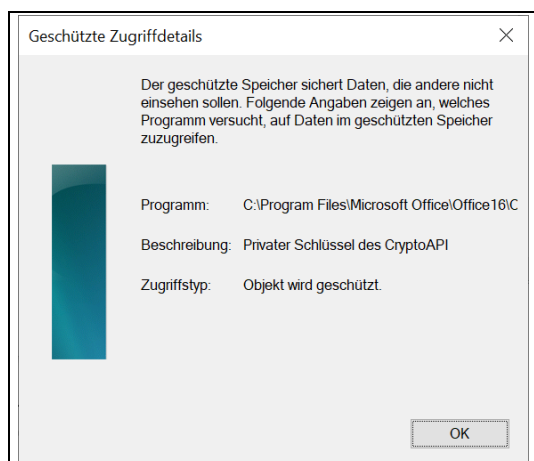 Geschützte Zugriffdetails
Der geschützte Speicher sichert Daten, die andere nicht
einsehen sollen. Folgende Angaben zeigen an, welches
Programm versucht, auf Daten im geschützten Speicher
zuzugreifen.
Programm: C:\Program Files\Microsoft Office\Office16\C
Beschreibung: Privater Schlüssel des CryptoAPI
Zugriffstyp: Objekt wird geschützt.
OK